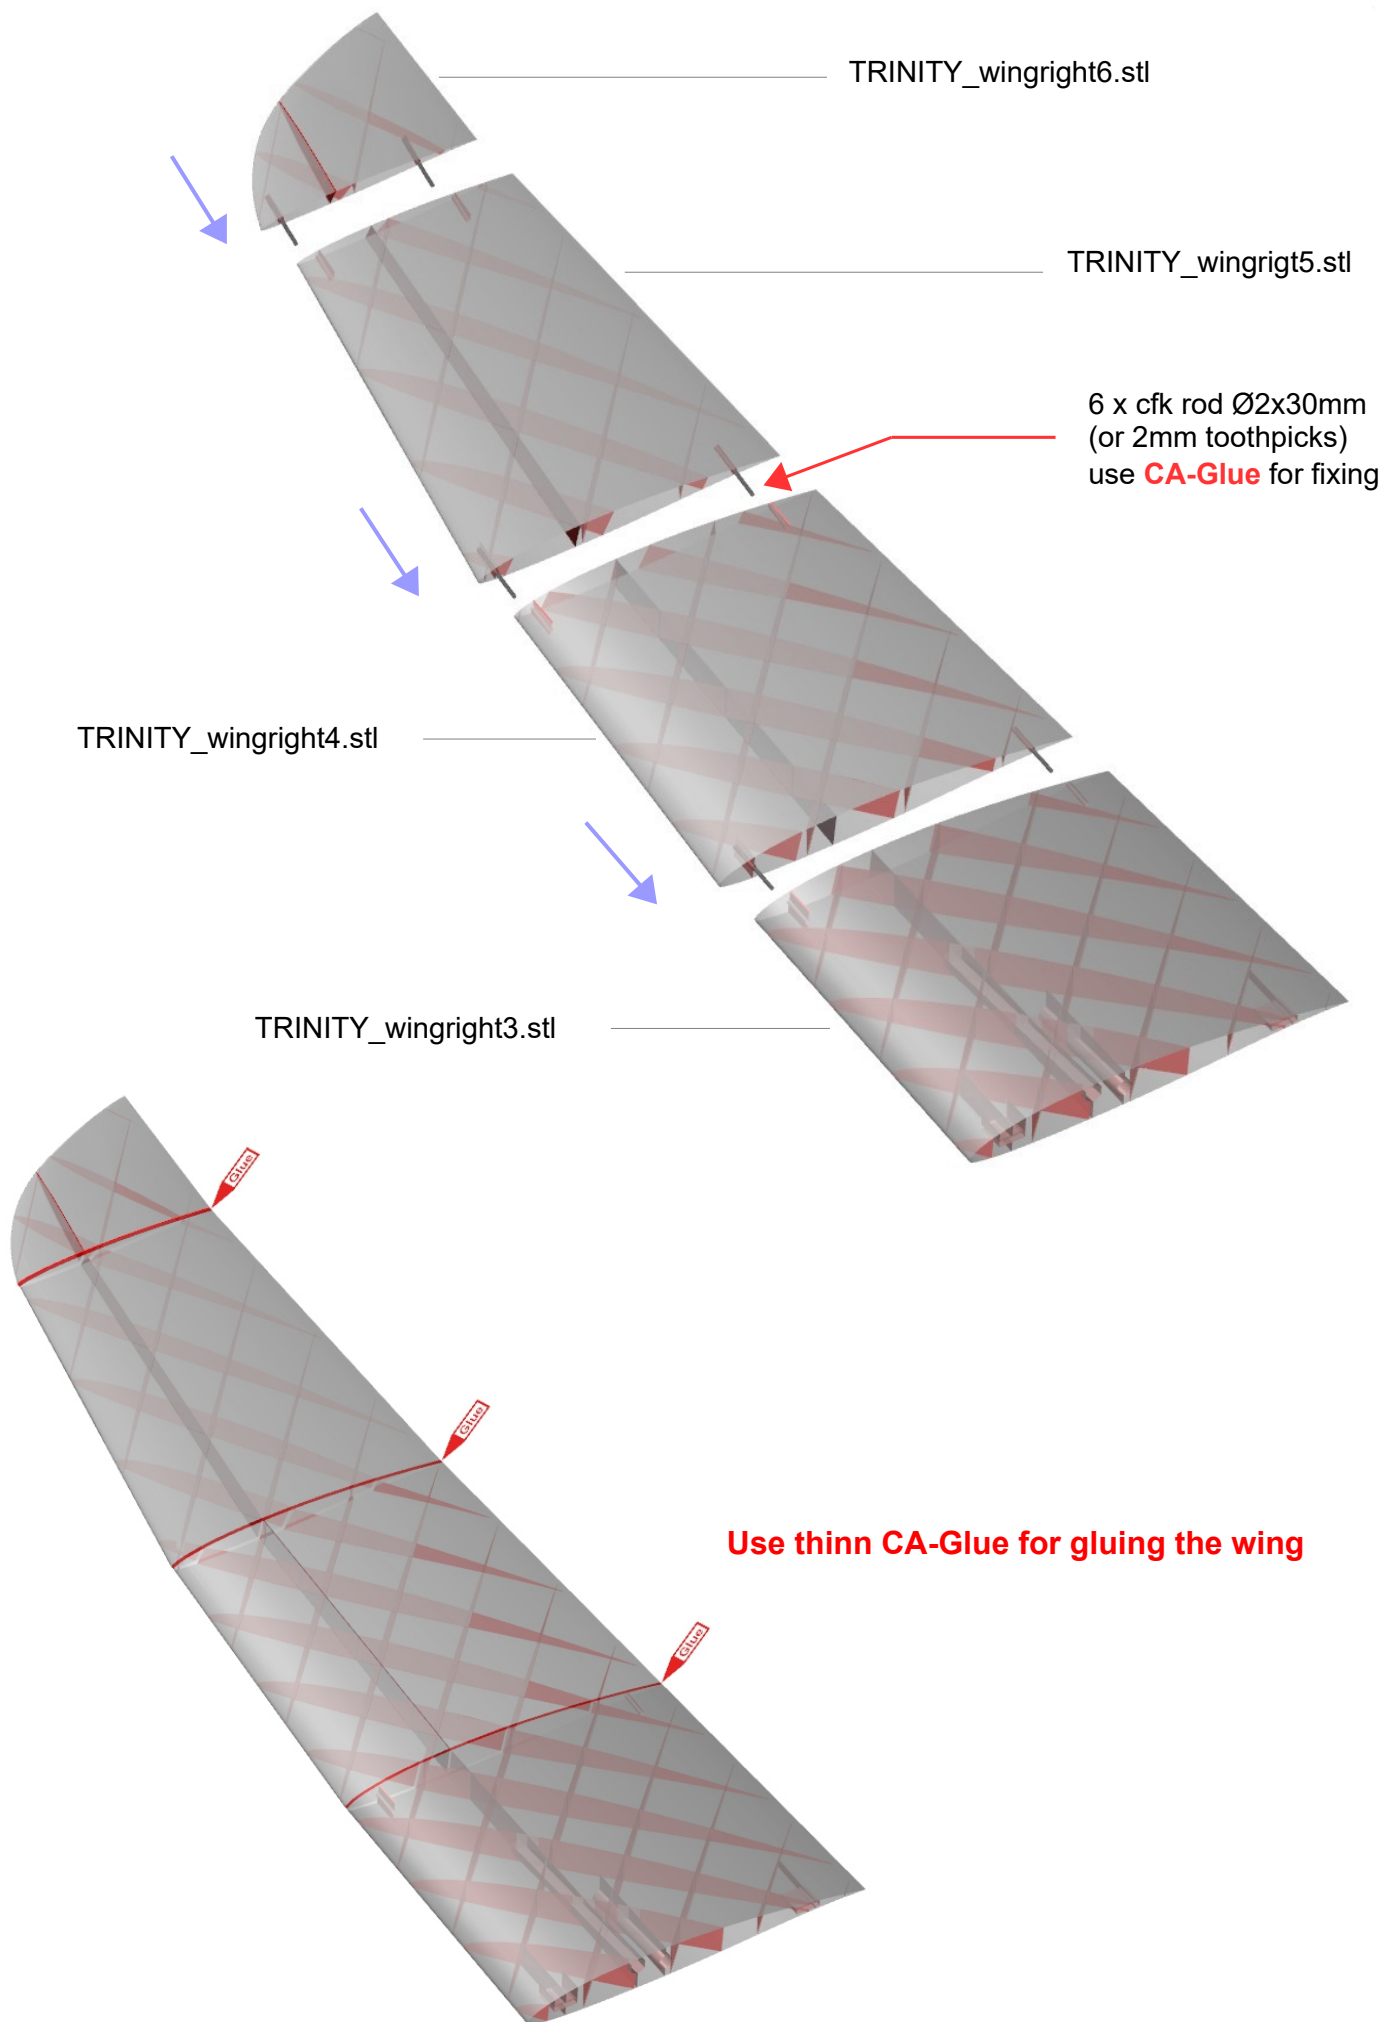 TRINITY_wingright6.stl
TRINITY_wingrigt5.stl
6 x cfk rod Ø2x30mm
(or 2mm toothpicks)
use CA-Glue for fixing
TRINITY_wingright4.stl
TRINITY_wingright3.stl
Glue
Glue
Use thinn CA-Glue for gluing the wing
Glue